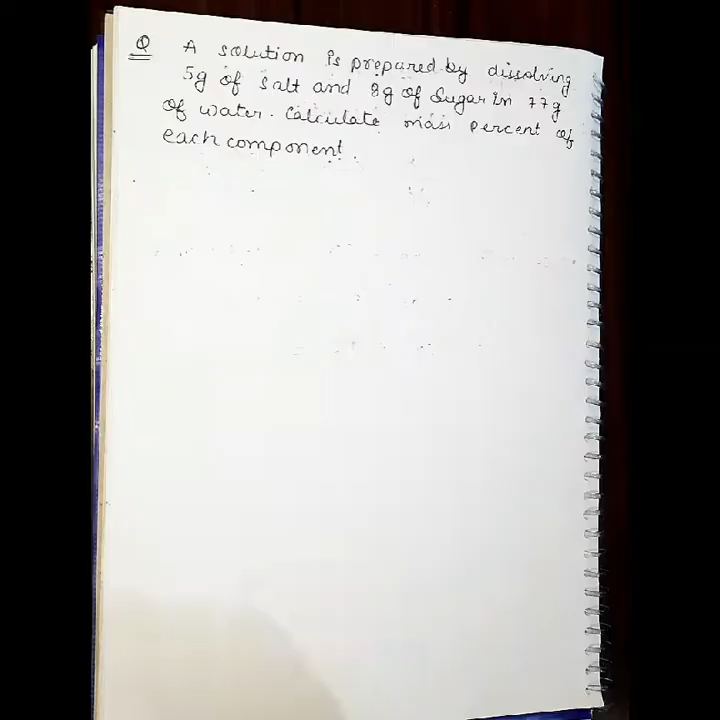 Q A solution is prepared by dissolving
5g of salt and 8g of sugar in 77g
of water. Calculate mass percent of
each component.